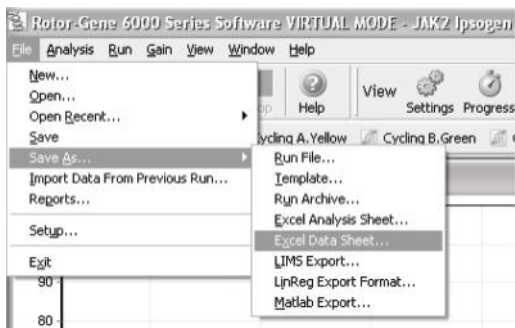 Rotor-Gene 6000 Series Software VIRTUAL MODE - JAK2 Ipsogen
File Analysis Run Gain View Window Help
New...
Open...
Open Recent...
Save
Save As...
Import Data From Previous Run...
Reports...
Setup...
Exit
Help
View
Settings Progress
Cycling A.Yellow Cycling B.Green
Run File...
Template...
Run Archive...
Excel Analysis Sheet...
Excel Data Sheet...
LIMS Export...
LinReg Export Format...
Matlab Export...
90
80